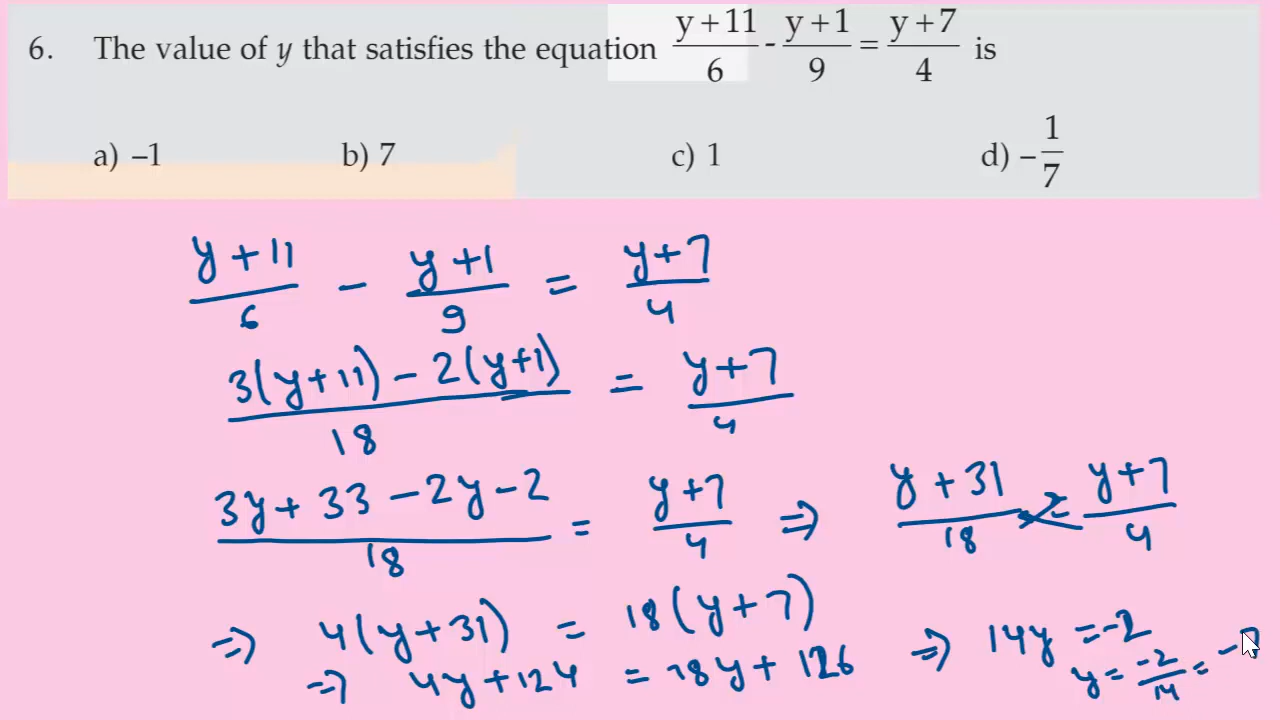 6. The value of y that satisfies the equation (y+11)/6 - (y+1)/9 = (y+7)/4 is
a) –1 b) 7 c) 1 d) –1/7
(y+11)/6 - (y+1)/9 = (y+7)/4
(3(y+11) - 2(y+1))/18 = (y+7)/4
(3y+33-2y-2)/18 = (y+7)/4 ⇒ (y+31)/18 = (y+7)/4
⇒ 4(y+31) = 18(y+7) ⇒ 14y = -2
⇒ 4y+124 = 18y+126 y = -2/14 = -